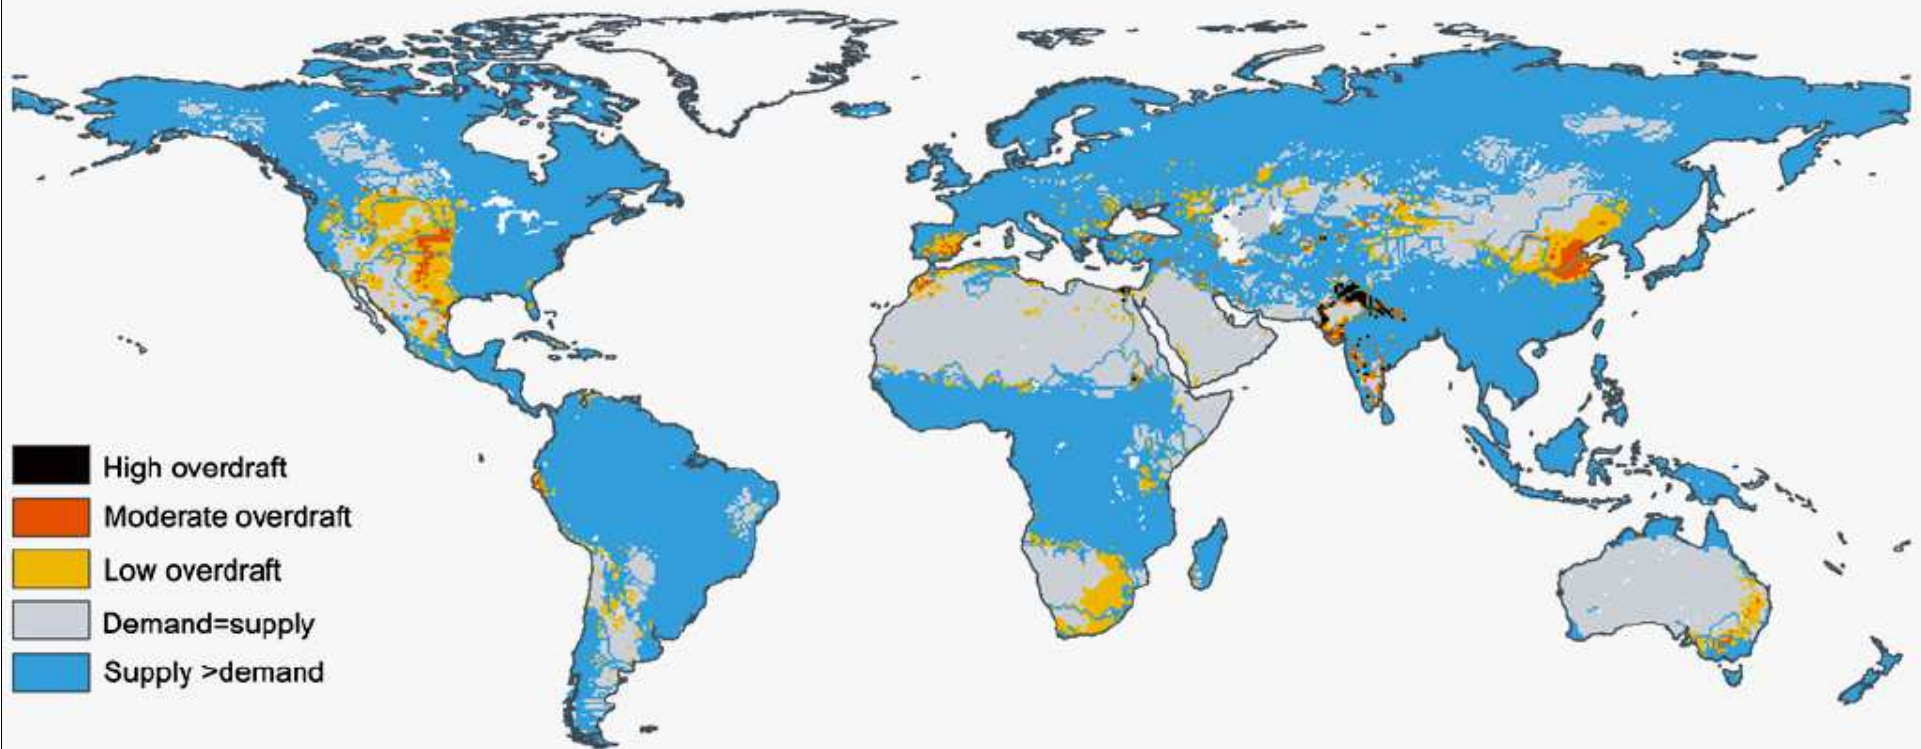 High overdraft
Moderate overdraft
Low overdraft
Demand=supply
Supply >demand